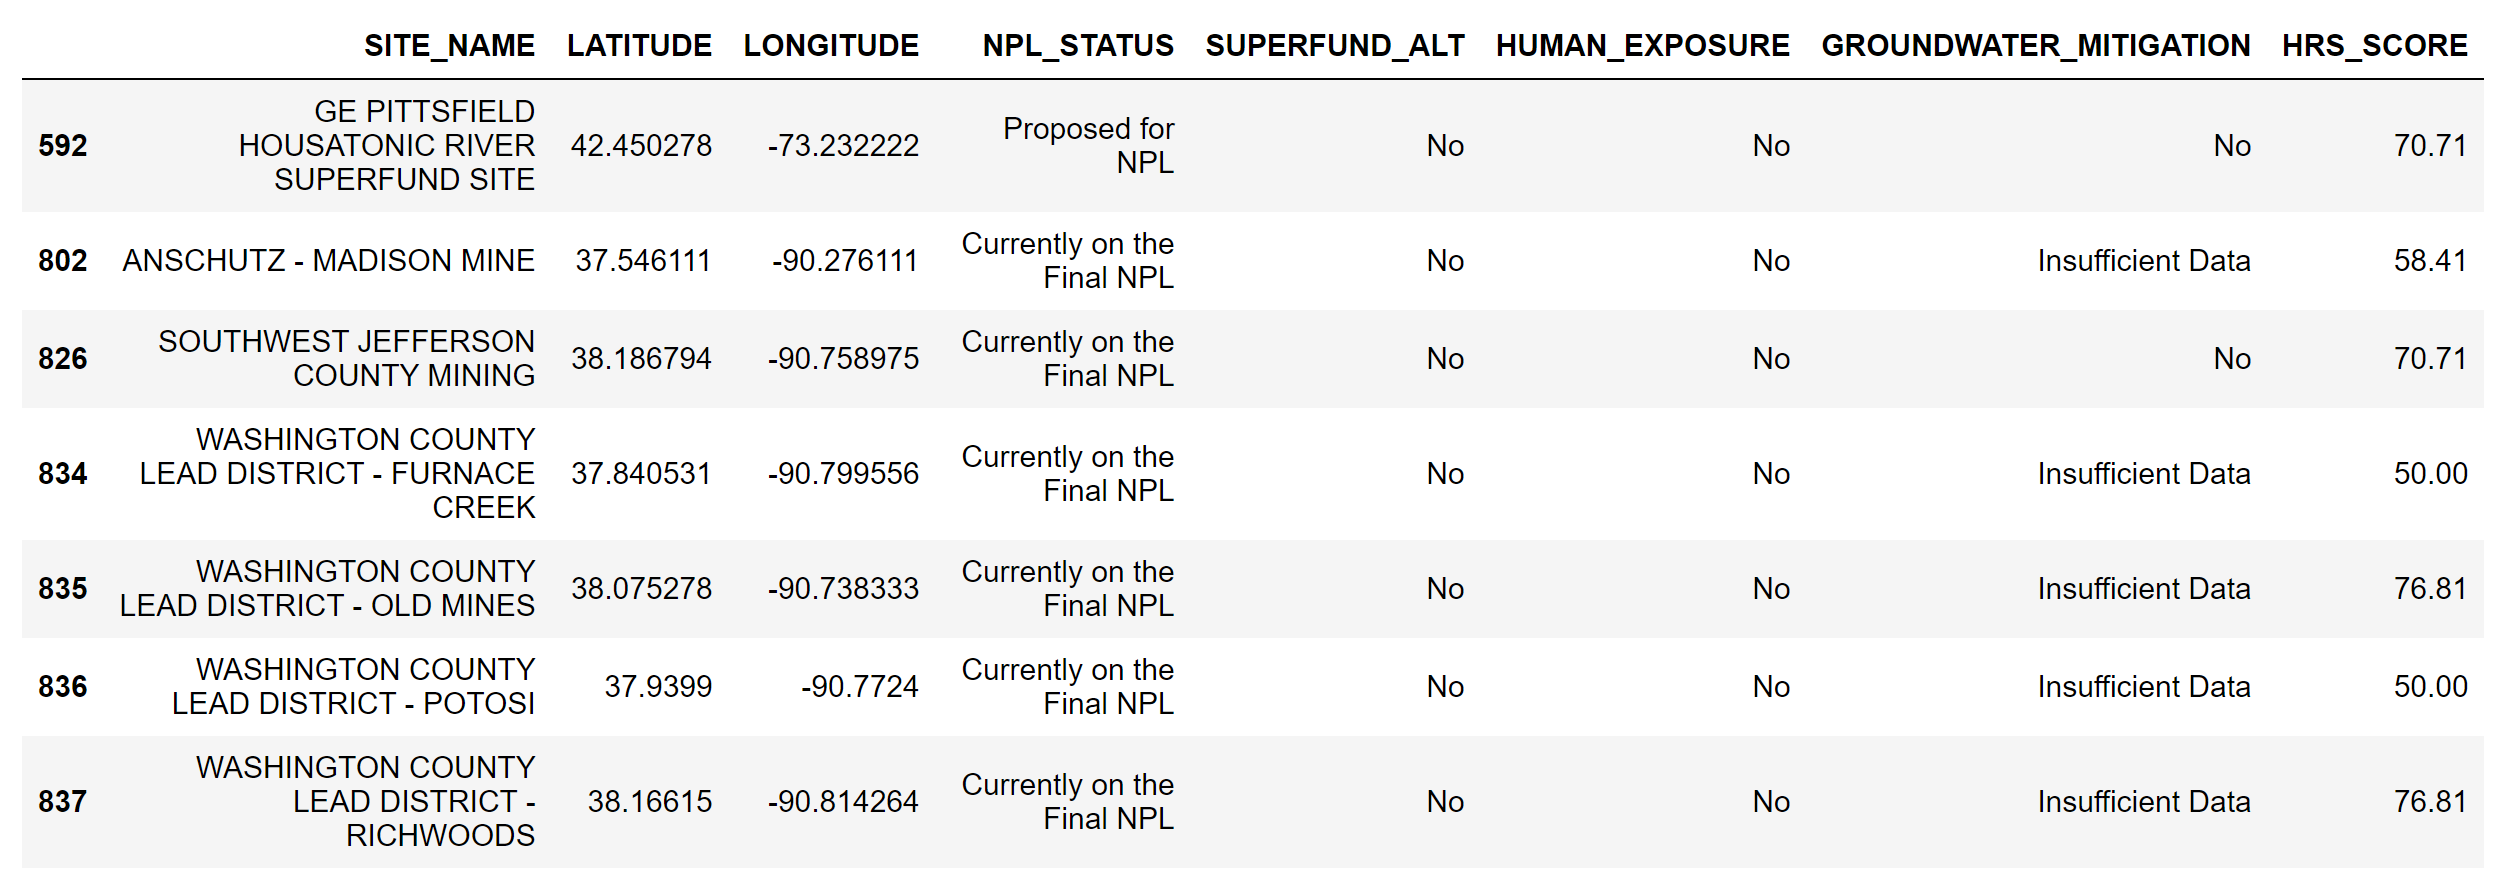 SITE_NAME LATITUDE LONGITUDE NPL_STATUS SUPERFUND_ALT HUMAN_EXPOSURE GROUNDWATER_MITIGATION HRS_SCORE
592 GE PITTSFIELD HOUSATONIC RIVER SUPERFUND SITE 42.450278 -73.232222 Proposed for NPL No No No 70.71
802 ANSCHUTZ - MADISON MINE 37.546111 -90.276111 Currently on the Final NPL No No Insufficient Data 58.41
826 SOUTHWEST JEFFERSON COUNTY MINING 38.186794 -90.758975 Currently on the Final NPL No No No 70.71
834 WASHINGTON COUNTY LEAD DISTRICT - FURNACE CREEK 37.840531 -90.799556 Currently on the Final NPL No No Insufficient Data 50.00
835 WASHINGTON COUNTY LEAD DISTRICT - OLD MINES 38.075278 -90.738333 Currently on the Final NPL No No Insufficient Data 76.81
836 WASHINGTON COUNTY LEAD DISTRICT - POTOSI 37.9399 -90.7724 Currently on the Final NPL No No Insufficient Data 50.00
837 WASHINGTON COUNTY LEAD DISTRICT - RICHWOODS 38.16615 -90.814264 Currently on the Final NPL No No Insufficient Data 76.81